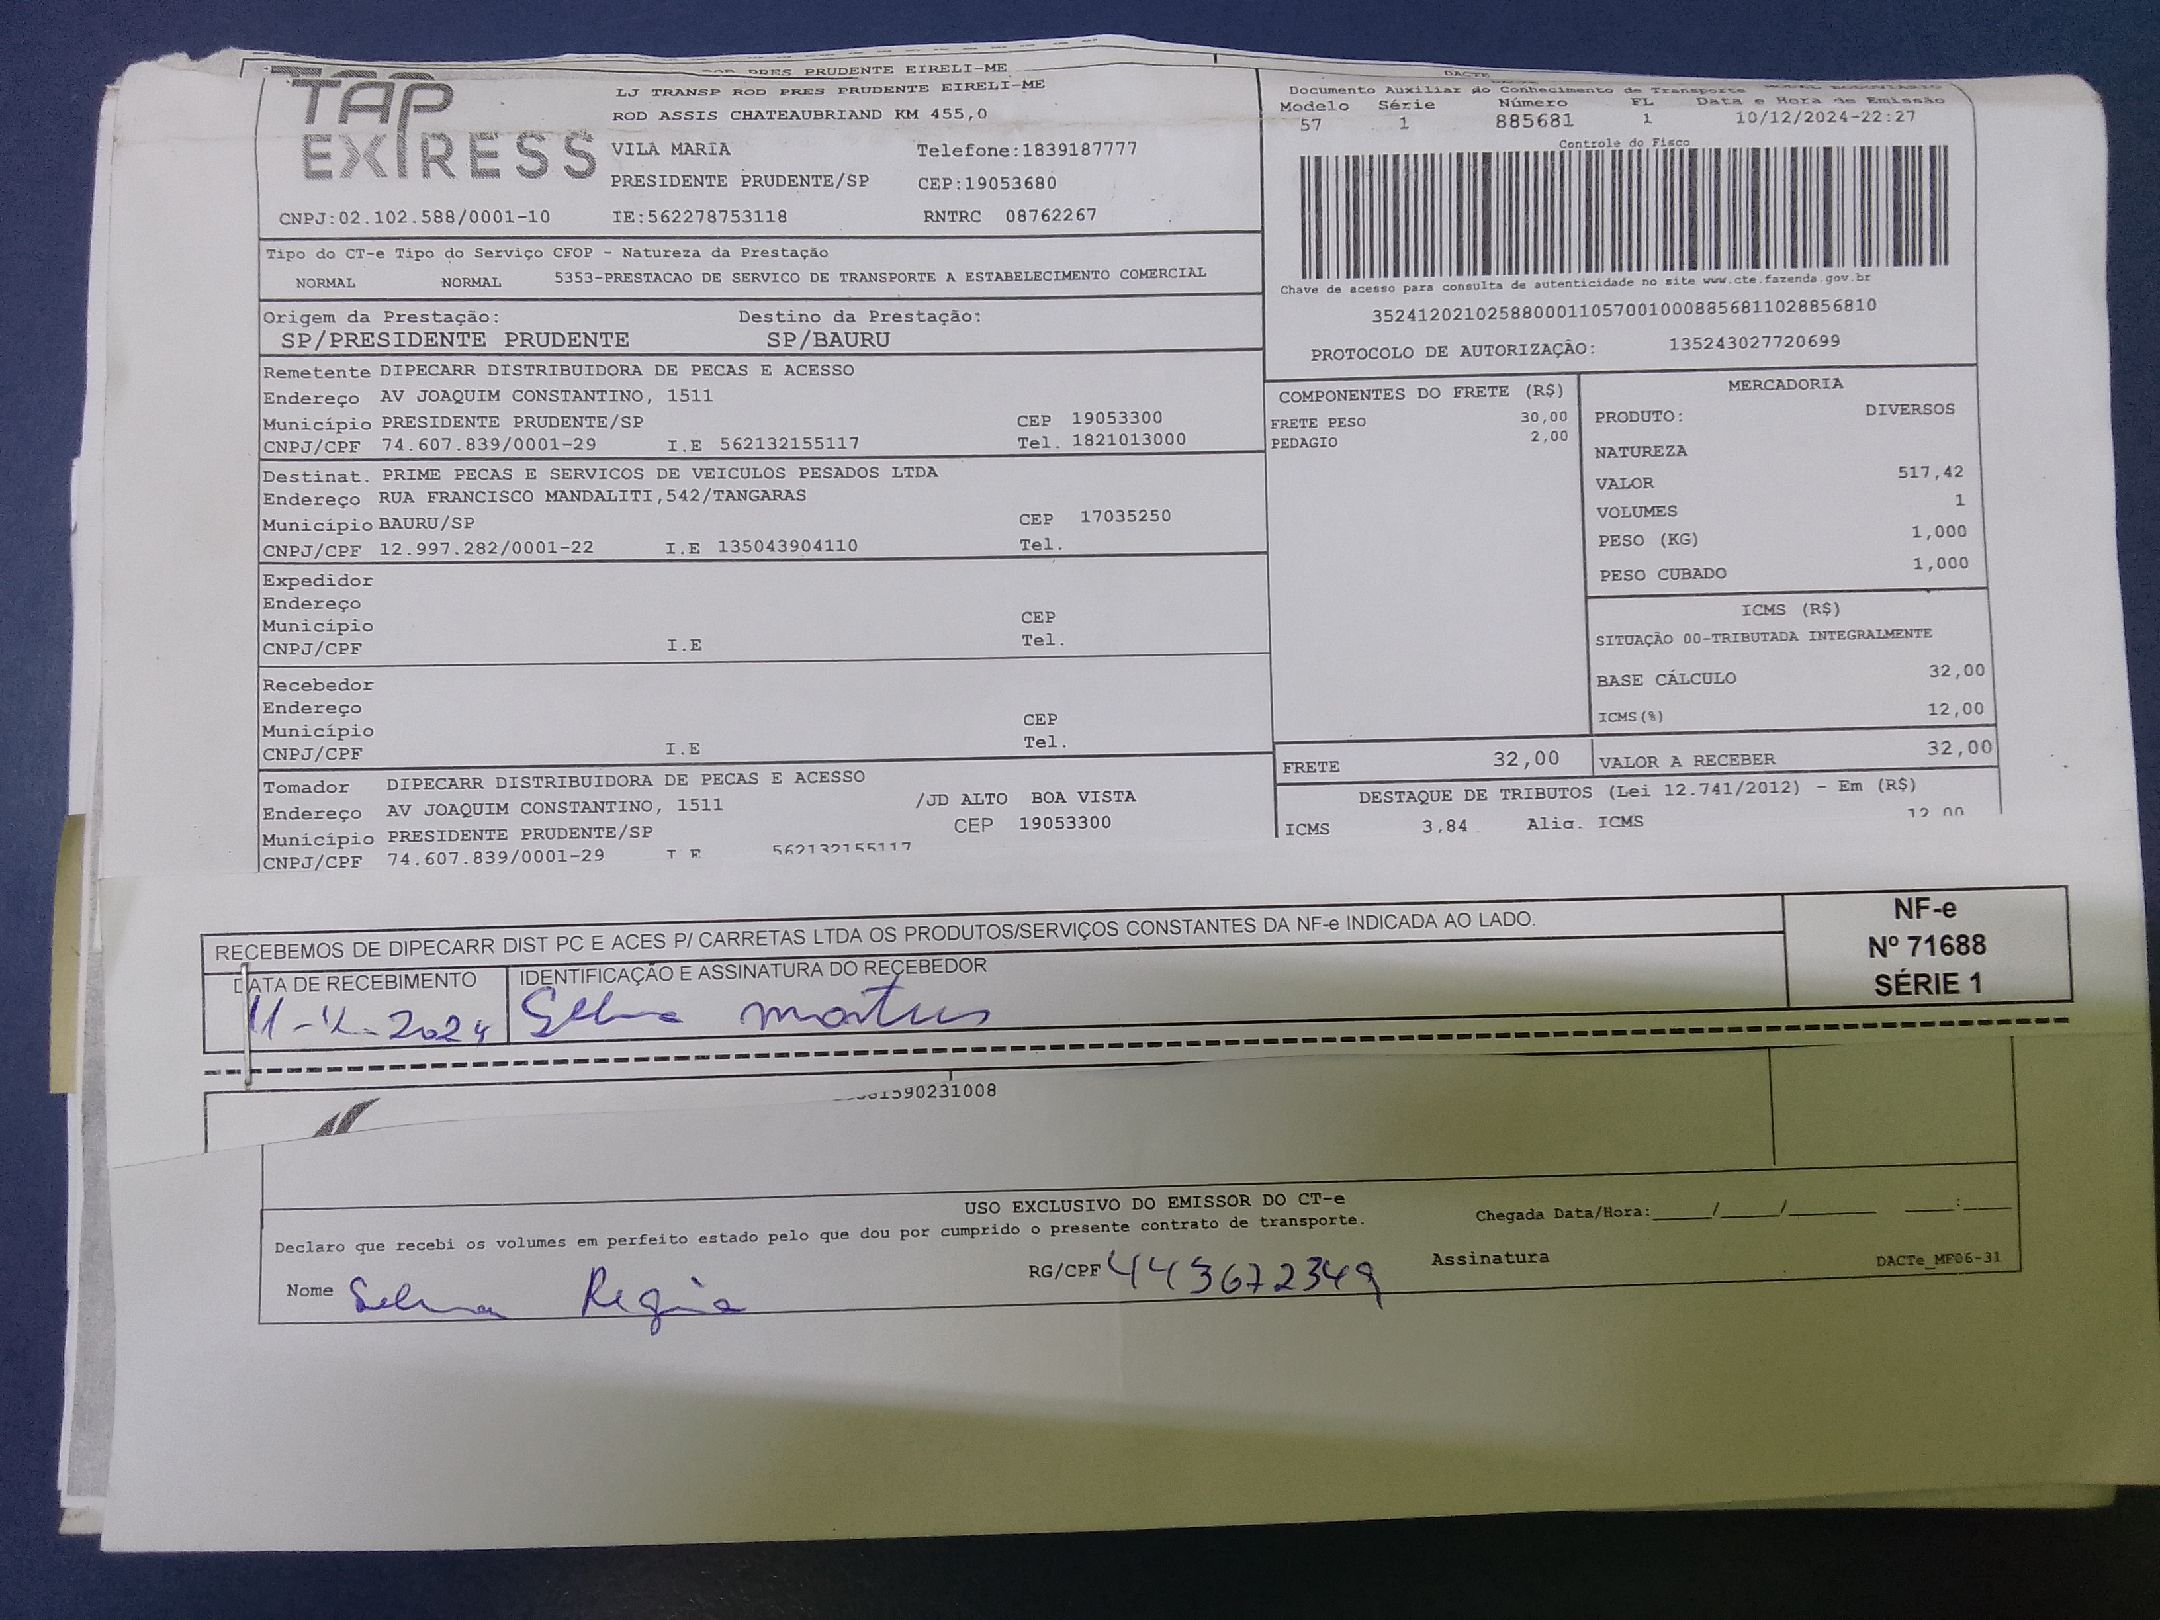 TAP EXPRESS
PRES PRUDENTE EIRELI-ME
LJ TRANSP ROD PRES PRUDENTE EIRELI-ME
ROD ASSIS CHATEAUBRIAND KM 455,0
VILA MARIA Telefone:1839187777
PRESIDENTE PRUDENTE/SP CEP:19053680
CNPJ:02.102.588/0001-10 IE:562278753118 RNTRC 08762267
DACTE
Documento Auxiliar do Conhecimento de Transporte
Modelo Série Número FL Data e Hora de Emissão
57 1 885681 1 10/12/2024-22:27
Controle do Fisco
Chave de acesso para consulta de autenticidade no site www.cte.fazenda.gov.br
35241202102588000110570010008856811028856810
PROTOCOLO DE AUTORIZAÇÃO: 135243027720699
Tipo do CT-e Tipo do Serviço CFOP - Natureza da Prestação
NORMAL NORMAL 5353-PRESTACAO DE SERVICO DE TRANSPORTE A ESTABELECIMENTO COMERCIAL
Origem da Prestação: Destino da Prestação:
SP/PRESIDENTE PRUDENTE SP/BAURU
Remetente DIPECARR DISTRIBUIDORA DE PECAS E ACESSO
Endereço AV JOAQUIM CONSTANTINO, 1511
Município PRESIDENTE PRUDENTE/SP CEP 19053300
CNPJ/CPF 74.607.839/0001-29 I.E 562132155117 Tel. 1821013000
Destinat. PRIME PECAS E SERVICOS DE VEICULOS PESADOS LTDA
Endereço RUA FRANCISCO MANDALITI,542/TANGARAS
Município BAURU/SP CEP 17035250
CNPJ/CPF 12.997.282/0001-22 I.E 135043904110 Tel.
Expedidor
Endereço
Município CEP
CNPJ/CPF I.E Tel.
Recebedor
Endereço
Município CEP
CNPJ/CPF I.E Tel.
Tomador DIPECARR DISTRIBUIDORA DE PECAS E ACESSO
Endereço AV JOAQUIM CONSTANTINO, 1511 /JD ALTO BOA VISTA
Município PRESIDENTE PRUDENTE/SP CEP 19053300
CNPJ/CPF 74.607.839/0001-29 I.E 562132155117
COMPONENTES DO FRETE (R$)
FRETE PESO 30,00
PEDAGIO 2,00
MERCADORIA
PRODUTO: DIVERSOS
NATUREZA
VALOR 517,42
VOLUMES 1
PESO (KG) 1,000
PESO CUBADO 1,000
ICMS (R$)
SITUAÇÃO 00-TRIBUTADA INTEGRALMENTE
BASE CÁLCULO 32,00
ICMS(%) 12,00
FRETE 32,00 VALOR A RECEBER 32,00
DESTAQUE DE TRIBUTOS (Lei 12.741/2012) - Em (R$)
ICMS 3,84 Aliq. ICMS 12,00
RECEBEMOS DE DIPECARR DIST PC E ACES P/ CARRETAS LTDA OS PRODUTOS/SERVIÇOS CONSTANTES DA NF-e INDICADA AO LADO.
DATA DE RECEBIMENTO IDENTIFICAÇÃO E ASSINATURA DO RECEBEDOR
Selma
NF-e
Nº 71688
SÉRIE 1
590231008
USO EXCLUSIVO DO EMISSOR DO CT-e
Declaro que recebi os volumes em perfeito estado pelo que dou por cumprido o presente contrato de transporte.
Chegada Data/Hora:_____/_____/_______ ____:____
Nome Selma Regina RG/CPF 443672349 Assinatura
DACTe_MF06-31